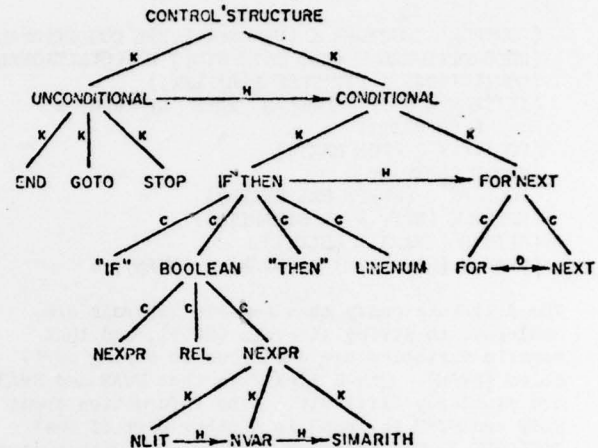 CONTROL'STRUCTURE
K K
UNCONDITIONAL H CONDITIONAL
K K K K K
END GOTO STOP IF'THEN H FOR'NEXT
C C C C C C
"IF" BOOLEAN "THEN" LINENUM FOR D NEXT
C C C
NEXPR REL NEXPR
K K K
NLIT H NVAR H SIMARITH